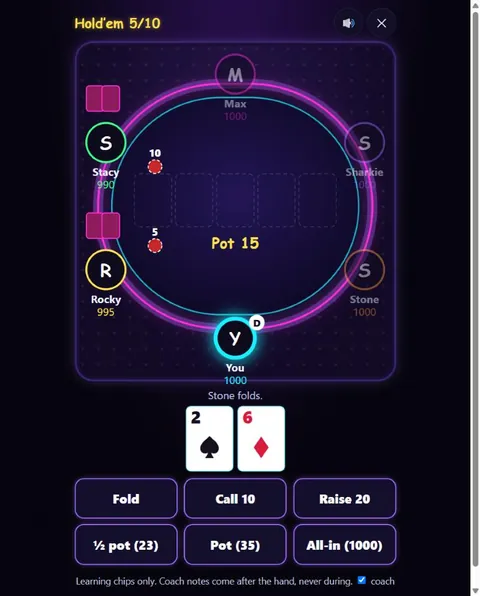 Hold'em 5/10
M
Max
1000
S
Stacy
990
10
S
Sharkie
1000
5
Pot 15
R
Rocky
995
S
Stone
1000
D
Y
You
1000
Stone folds.
2
6
Fold
Call 10
Raise 20
½ pot (23)
Pot (35)
All-in (1000)
Learning chips only. Coach notes come after the hand, never during.
coach